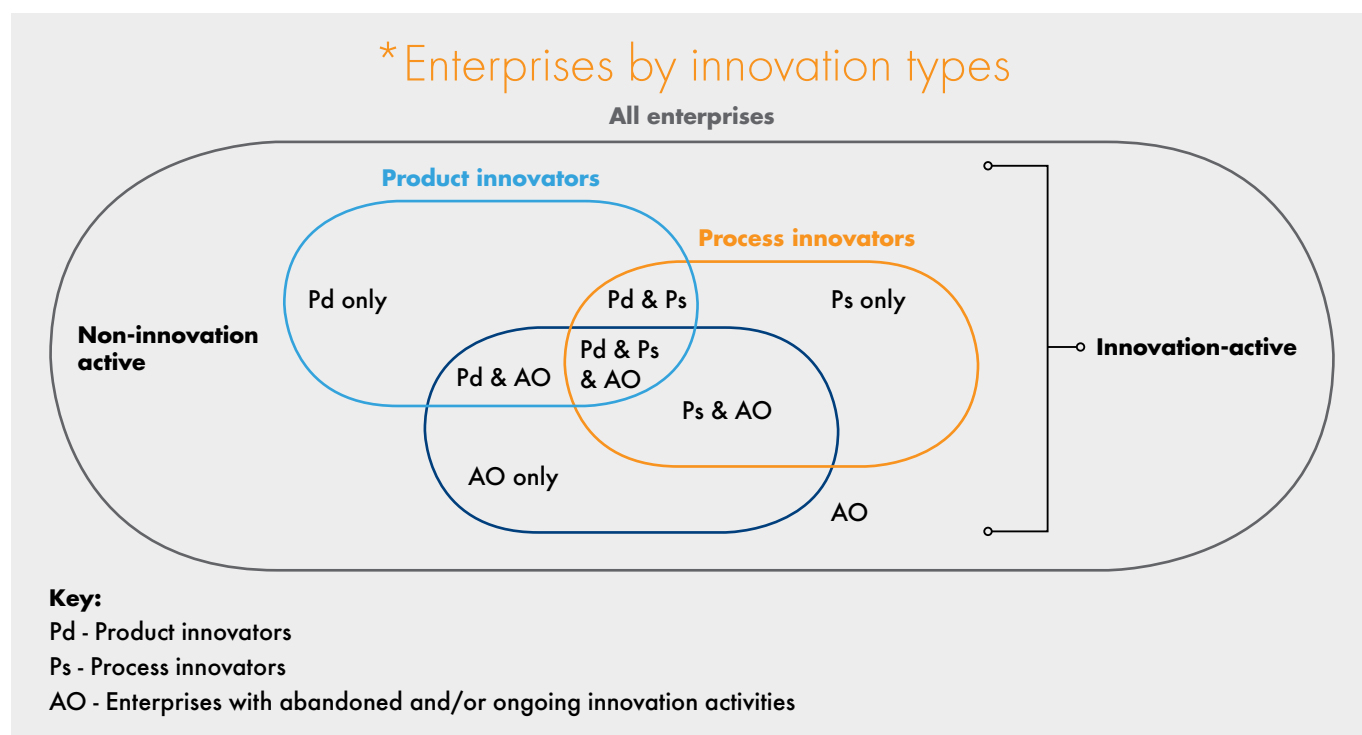 *Enterprises by innovation types
All enterprises
Product innovators
Process innovators
Pd only
Pd & Ps
Ps only
Non-innovation
active
Pd & AO
Pd & Ps
& AO
Innovation-active
Ps & AO
AO only
AO
Key:
Pd - Product innovators
Ps - Process innovators
AO - Enterprises with abandoned and/or ongoing innovation activities